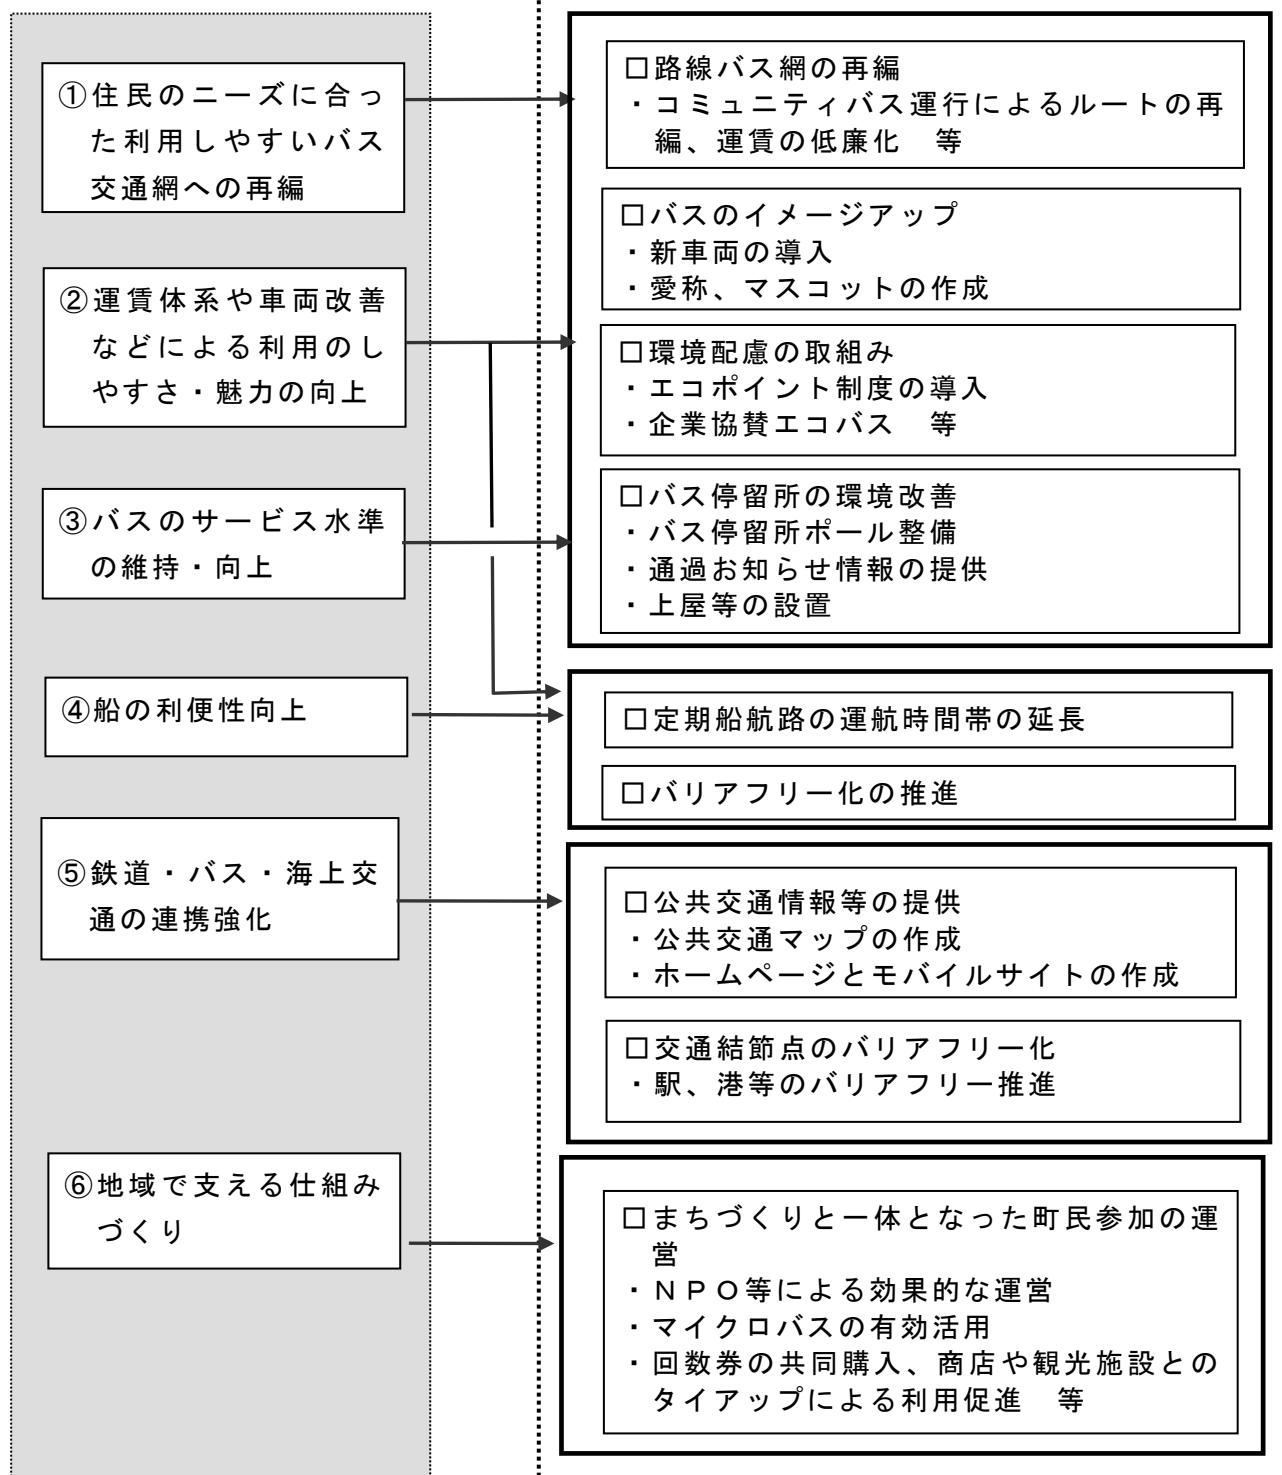 ①住民のニーズに合っ
た利用しやすいバス
交通網への再編
②運賃体系や車両改善
などによる利用のし
やすさ・魅力の向上
③バスのサービス水準
の維持・向上
④船の利便性向上
⑤鉄道・バス・海上交
通の連携強化
⑥地域で支える仕組み
づくり
□路線バス網の再編
・コミュニティバス運行によるルートの再
編、運賃の低廉化　等
□バスのイメージアップ
・新車両の導入
・愛称、マスコットの作成
□環境配慮の取組み
・エコポイント制度の導入
・企業協賛エコバス　等
□バス停留所の環境改善
・バス停留所ポール整備
・通過お知らせ情報の提供
・上屋等の設置
□定期船航路の運航時間帯の延長
□バリアフリー化の推進
□公共交通情報等の提供
・公共交通マップの作成
・ホームページとモバイルサイトの作成
□交通結節点のバリアフリー化
・駅、港等のバリアフリー推進
□まちづくりと一体となった町民参加の運
営
・ＮＰＯ等による効果的な運営
・マイクロバスの有効活用
・回数券の共同購入、商店や観光施設との
タイアップによる利用促進　等